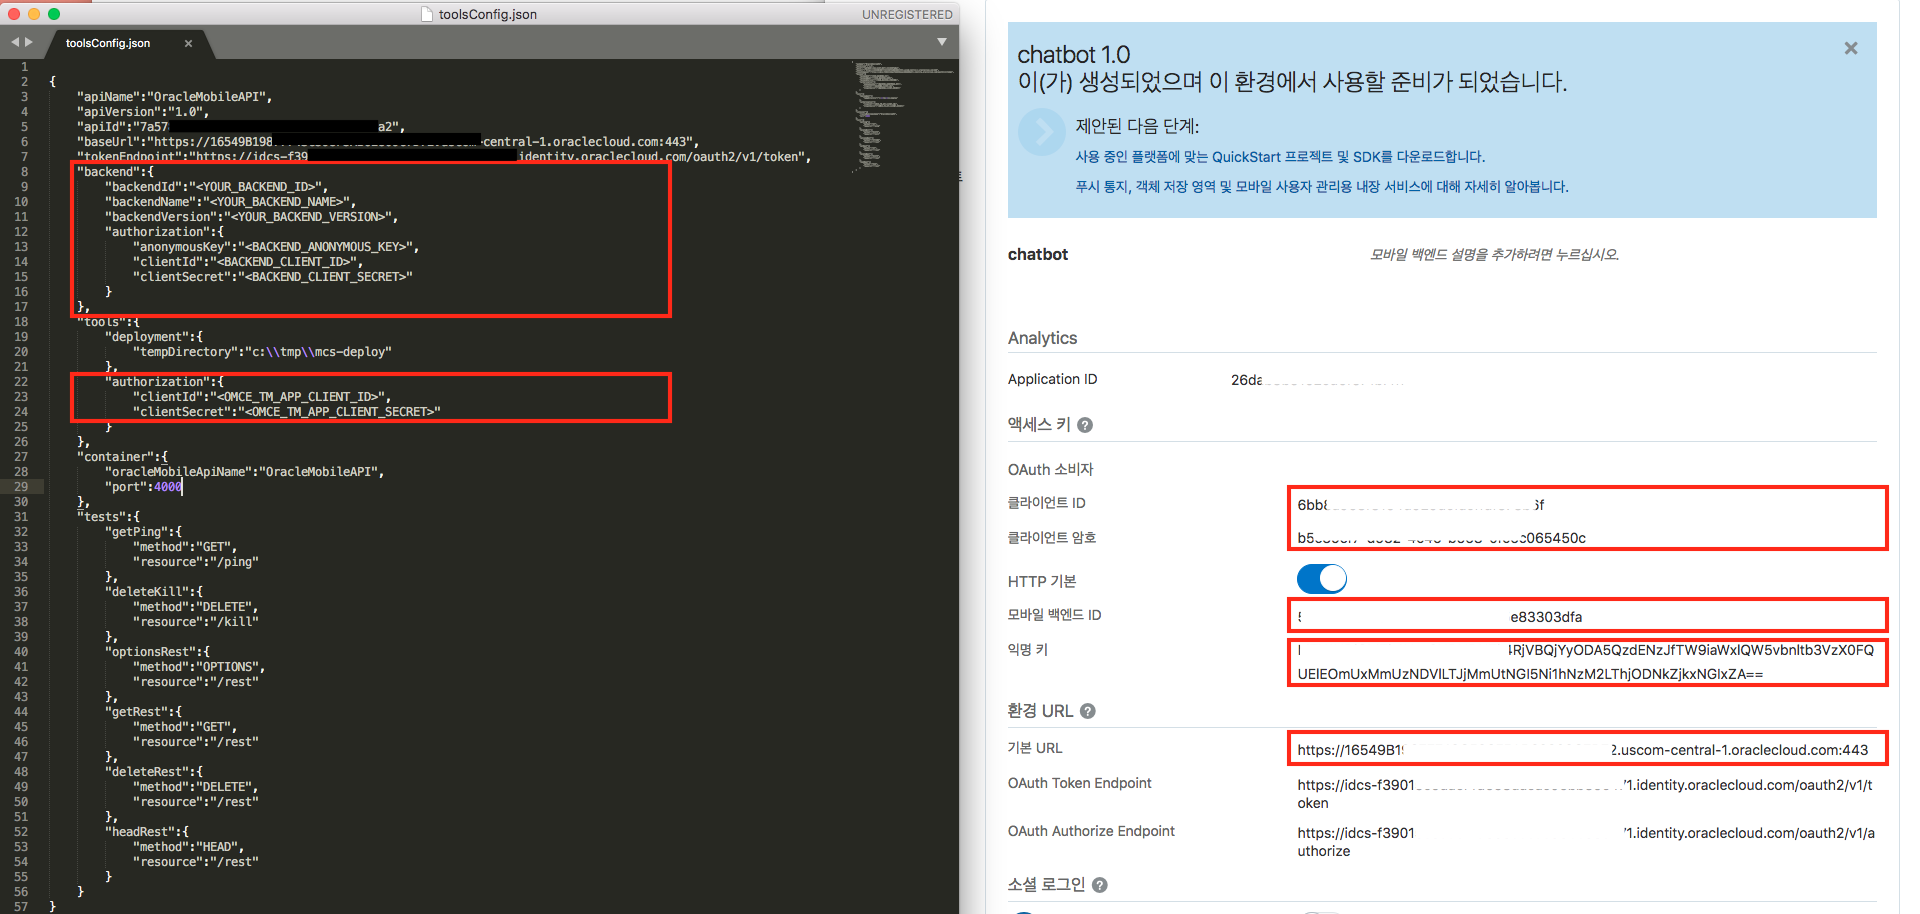 toolsConfig.json
UNREGISTERED
toolsConfig.json ×
1
2 {
3 "apiName":"OracleMobileAPI",
4 "apiVersion":"1.0",
5 "apiId":"7a57 a2",
6 "baseUrl":"https://16549B198 -central-1.oraclecloud.com:443",
7 "tokenEndpoint":"https://idcs-f39 .identity.oraclecloud.com/oauth2/v1/token",
8 "backend":{
9 "backendId":"<YOUR_BACKEND_ID>",
10 "backendName":"<YOUR_BACKEND_NAME>",
11 "backendVersion":"<YOUR_BACKEND_VERSION>",
12 "authorization":{
13 "anonymousKey":"<BACKEND_ANONYMOUS_KEY>",
14 "clientId":"<BACKEND_CLIENT_ID>",
15 "clientSecret":"<BACKEND_CLIENT_SECRET>"
16 }
17 },
18 "tools":{
19 "deployment":{
20 "tempDirectory":"c:\\tmp\\mcs-deploy"
21 },
22 "authorization":{
23 "clientId":"<OMCE_TM_APP_CLIENT_ID>",
24 "clientSecret":"<OMCE_TM_APP_CLIENT_SECRET>"
25 }
26 },
27 "container":{
28 "oracleMobileApiName":"OracleMobileAPI",
29 "port":4000
30 },
31 "tests":{
32 "getPing":{
33 "method":"GET",
34 "resource":"/ping"
35 },
36 "deleteKill":{
37 "method":"DELETE",
38 "resource":"/kill"
39 },
40 "optionsRest":{
41 "method":"OPTIONS",
42 "resource":"/rest"
43 },
44 "getRest":{
45 "method":"GET",
46 "resource":"/rest"
47 },
48 "deleteRest":{
49 "method":"DELETE",
50 "resource":"/rest"
51 },
52 "headRest":{
53 "method":"HEAD",
54 "resource":"/rest"
55 }
56 }
57 }
chatbot 1.0
이(가) 생성되었으며 이 환경에서 사용할 준비가 되었습니다.
제안된 다음 단계:
사용 중인 플랫폼에 맞는 QuickStart 프로젝트 및 SDK를 다운로드합니다.
푸시 통지, 객체 저장 영역 및 모바일 사용자 관리용 내장 서비스에 대해 자세히 알아봅니다.
chatbot 모바일 백엔드 설명을 추가하려면 누르십시오.
Analytics
Application ID 26da
액세스 키 ?
OAuth 소비자
클라이언트 ID 6bb 6f
클라이언트 암호 b5 c065450c
HTTP 기본
모바일 백엔드 ID e83303dfa
익명 키 RjVBQjYyODA5QzdENzJfTW9iaWxlQW5vbnltb3VzX0FQ
UElEOmUxMmUzNDVlLTJjMmUtNGI5Ni1hNzM2LThjODNkZjkxNGIxZA==
환경 URL ?
기본 URL https://16549B19 2.uscom-central-1.oraclecloud.com:443
OAuth Token Endpoint https://idcs-f3901 1.identity.oraclecloud.com/oauth2/v1/t
oken
OAuth Authorize Endpoint https://idcs-f3901 1.identity.oraclecloud.com/oauth2/v1/a
uthorize
소셜 로그인 ?